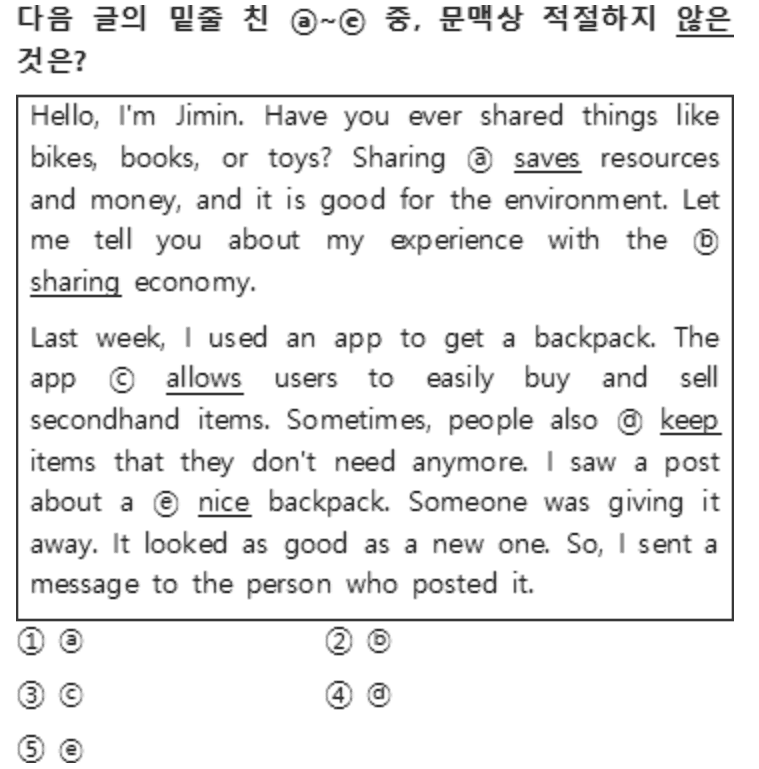 다음 글의 밑줄 친 ⓐ~ⓔ 중, 문맥상 적절하지 않은
것은?
Hello, I'm Jimin. Have you ever shared things like
bikes, books, or toys? Sharing ⓐ saves resources
and money, and it is good for the environment. Let
me tell you about my experience with the ⓑ
sharing economy.
Last week, I used an app to get a backpack. The
app ⓒ allows users to easily buy and sell
secondhand items. Sometimes, people also ⓓ keep
items that they don't need anymore. I saw a post
about a ⓔ nice backpack. Someone was giving it
away. It looked as good as a new one. So, I sent a
message to the person who posted it.
① ⓐ ② ⓑ
③ ⓒ ④ ⓓ
⑤ ⓔ